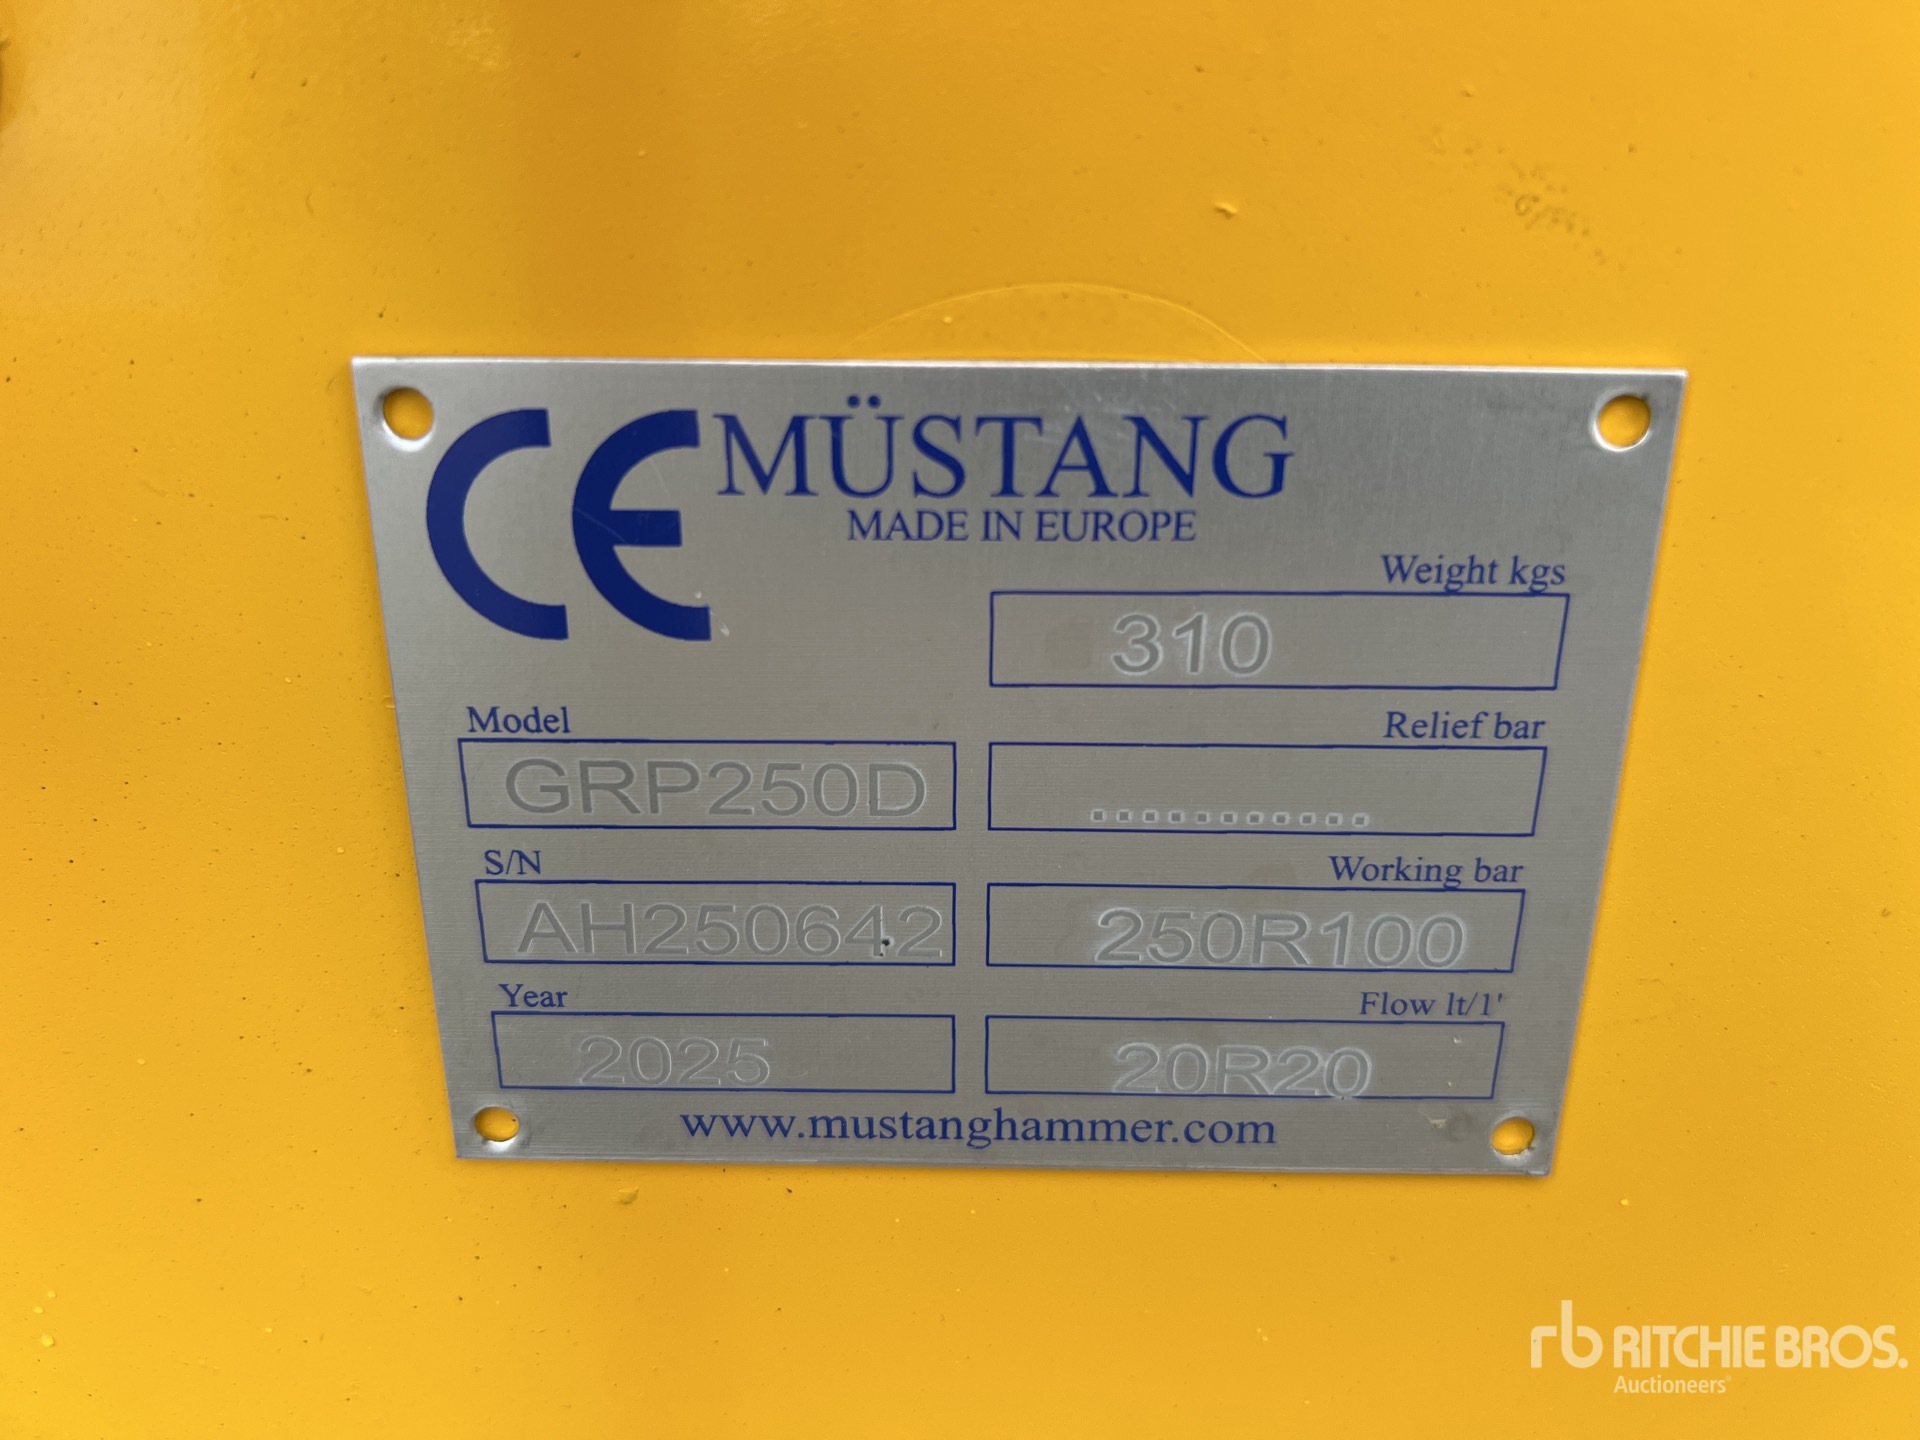 CE MÜSTANG
MADE IN EUROPE
Weight kgs
310
Model
GRP250D
Relief bar
...........
S/N
AH250642
Working bar
250R100
Year
2025
Flow lt/1'
20R20
www.mustanghammer.com
rb RITCHIE BROS.
Auctioneers